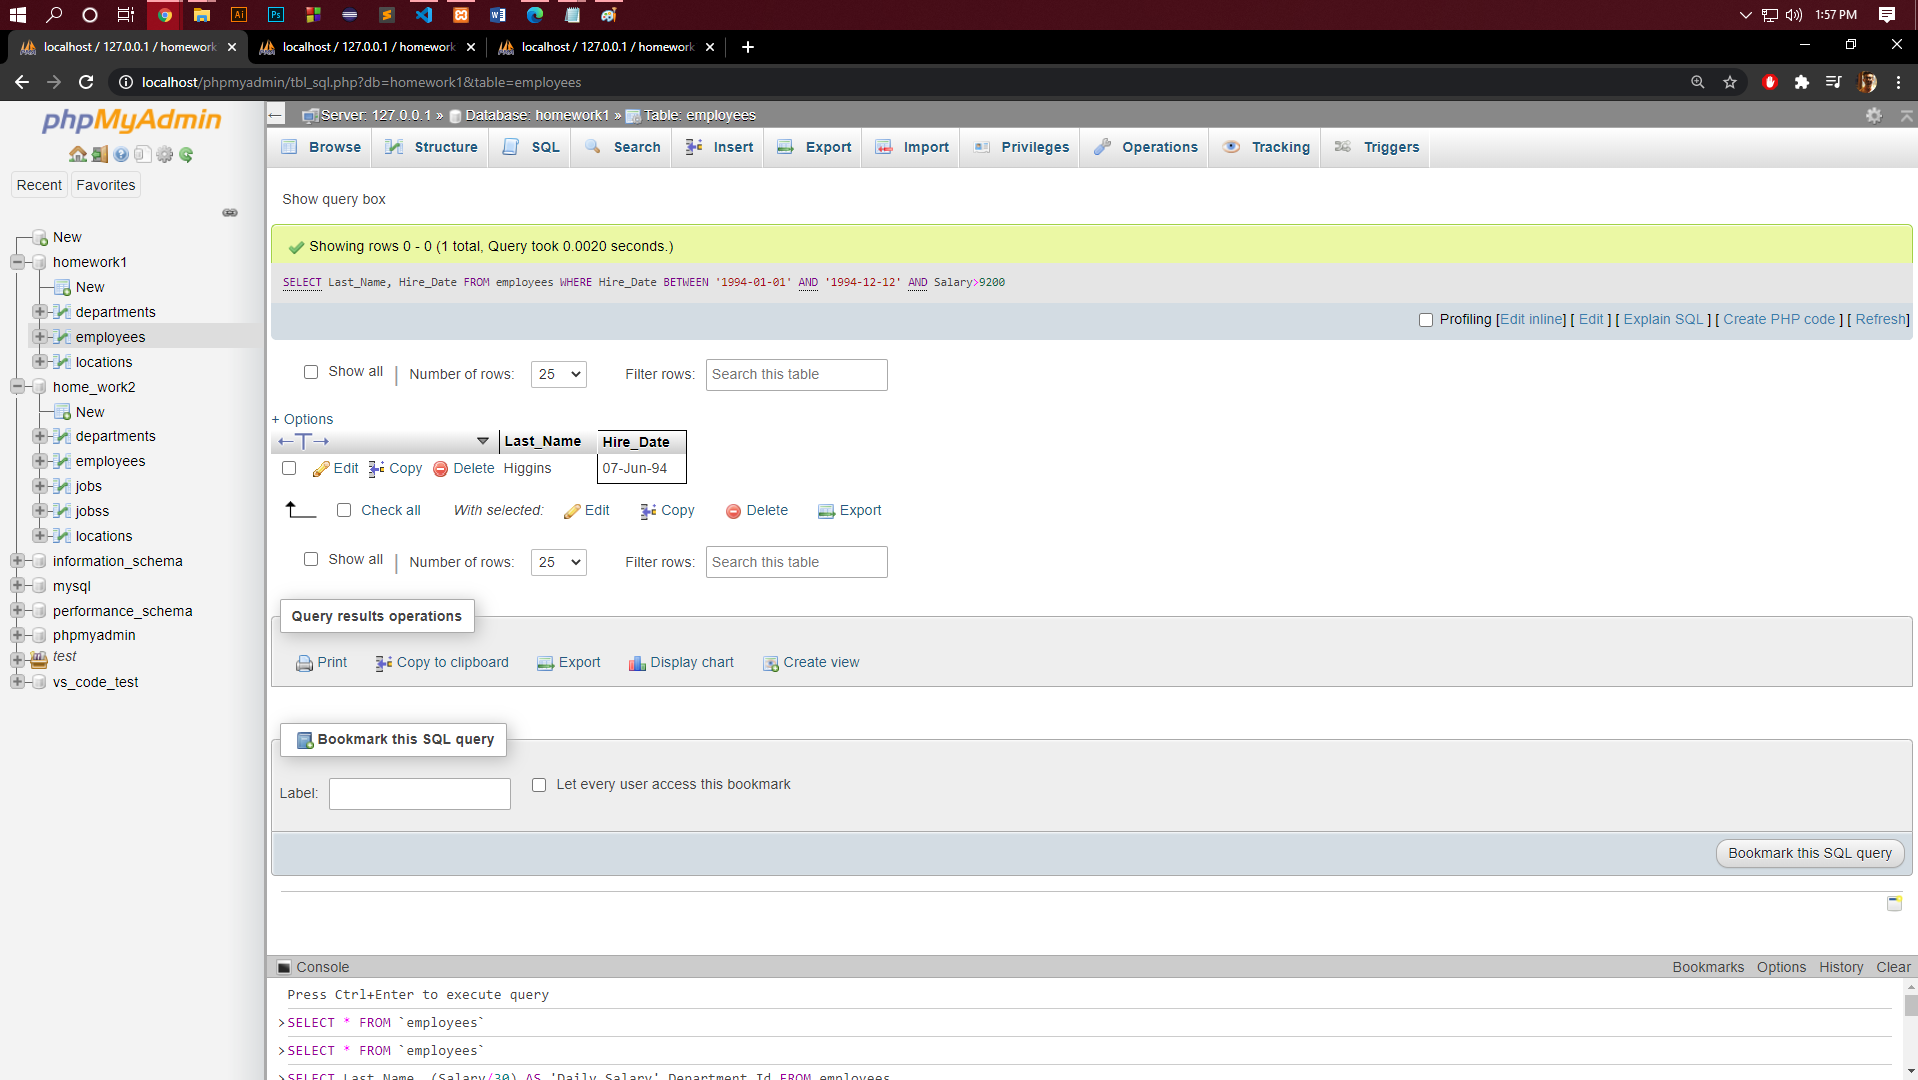 1:57 PM
localhost / 127.0.0.1 / homework
localhost / 127.0.0.1 / homework
localhost / 127.0.0.1 / homework
localhost/phpmyadmin/tbl_sql.php?db=homework1&table=employees
phpMyAdmin
Server: 127.0.0.1 » Database: homework1 » Table: employees
Browse Structure SQL Search Insert Export Import Privileges Operations Tracking Triggers
Recent Favorites
New
homework1
New
departments
employees
locations
home_work2
New
departments
employees
jobs
jobss
locations
information_schema
mysql
performance_schema
phpmyadmin
test
vs_code_test
Show query box
Showing rows 0 - 0 (1 total, Query took 0.0020 seconds.)
SELECT Last_Name, Hire_Date FROM employees WHERE Hire_Date BETWEEN '1994-01-01' AND '1994-12-12' AND Salary>9200
Profiling [Edit inline] [ Edit ] [ Explain SQL ] [ Create PHP code ] [ Refresh]
Show all | Number of rows: 25 Filter rows: Search this table
+ Options
←T→ Last_Name Hire_Date
Edit Copy Delete Higgins 07-Jun-94
Check all With selected: Edit Copy Delete Export
Show all | Number of rows: 25 Filter rows: Search this table
Query results operations
Print Copy to clipboard Export Display chart Create view
Bookmark this SQL query
Label: Let every user access this bookmark
Bookmark this SQL query
Console Bookmarks Options History Clear
Press Ctrl+Enter to execute query
>SELECT * FROM `employees`
>SELECT * FROM `employees`
>SELECT Last_Name, (Salary/30) AS 'Daily_Salary',Department_Id FROM employees